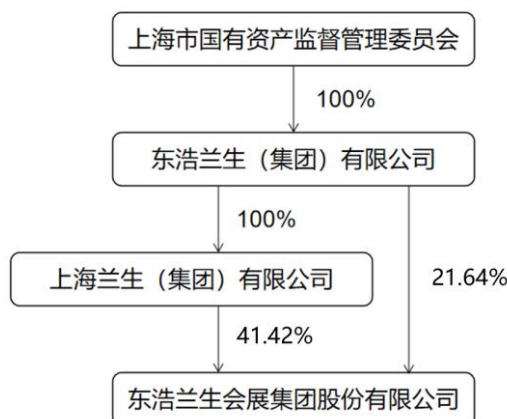 上海市国有资产监督管理委员会
100%
东浩兰生（集团）有限公司
100%
上海兰生（集团）有限公司
21.64%
41.42%
东浩兰生会展集团股份有限公司